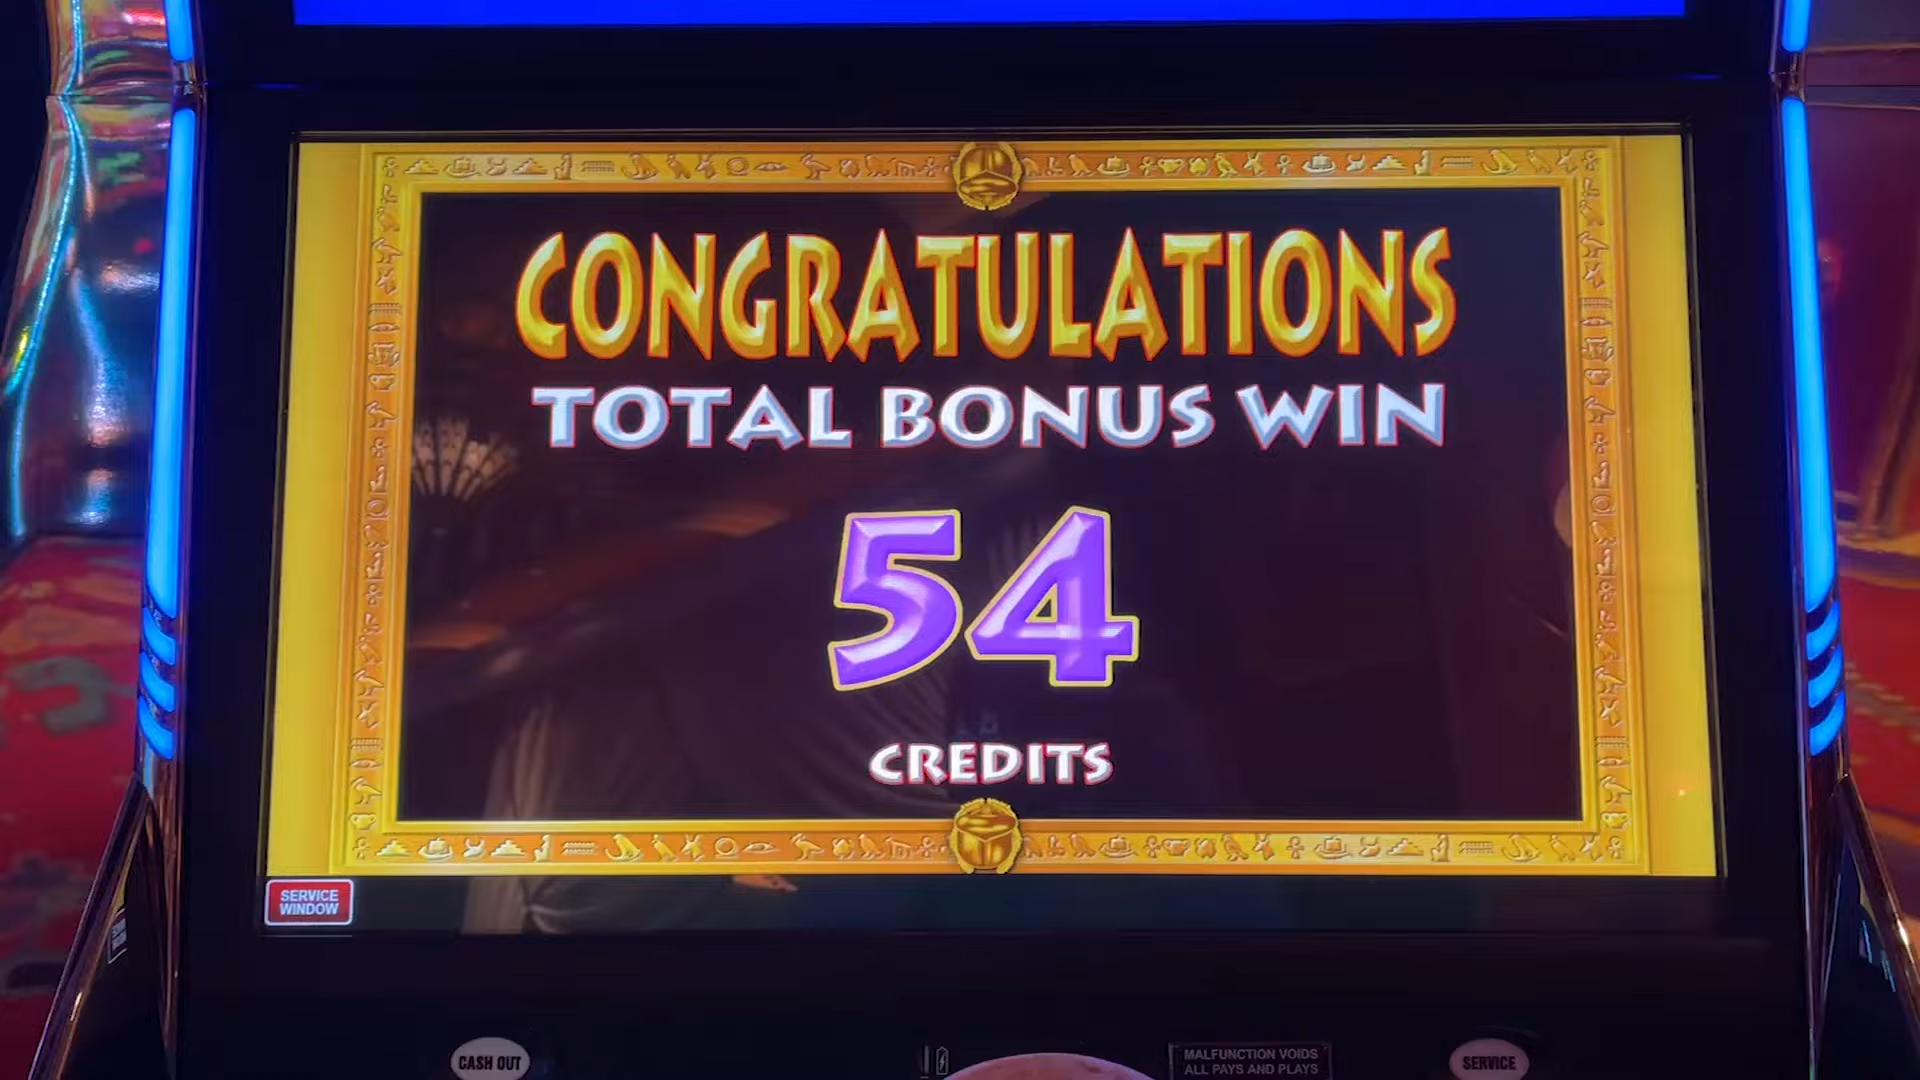 CONGRATULATIONS
TOTAL BONUS WIN
54
CREDITS
SERVICE
WINDOW
CASH OUT
MALFUNCTION VOIDS
ALL PAYS AND PLAYS
SERVICE